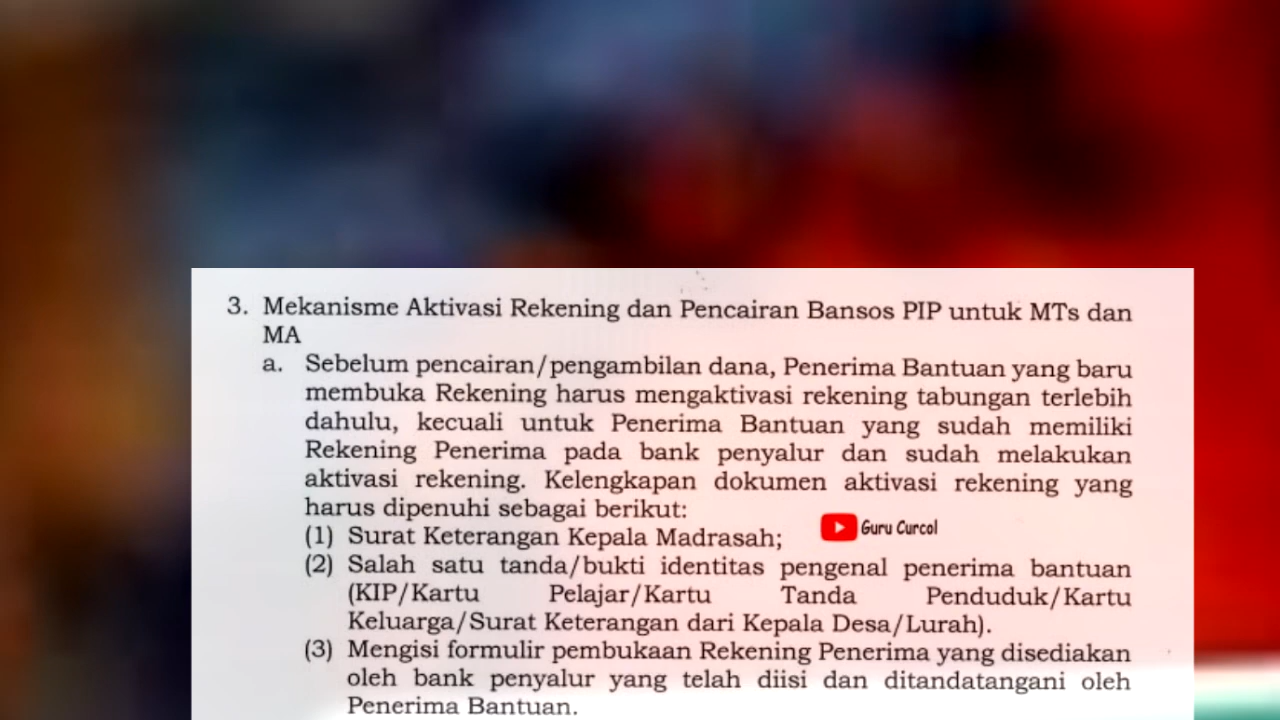 3. Mekanisme Aktivasi Rekening dan Pencairan Bansos PIP untuk MTs dan
MA
a. Sebelum pencairan/pengambilan dana, Penerima Bantuan yang baru
membuka Rekening harus mengaktivasi rekening tabungan terlebih
dahulu, kecuali untuk Penerima Bantuan yang sudah memiliki
Rekening Penerima pada bank penyalur dan sudah melakukan
aktivasi rekening. Kelengkapan dokumen aktivasi rekening yang
harus dipenuhi sebagai berikut:
(1) Surat Keterangan Kepala Madrasah;
Guru Curcol
(2) Salah satu tanda/bukti identitas pengenal penerima bantuan
(KIP/Kartu Pelajar/Kartu Tanda Penduduk/Kartu
Keluarga/Surat Keterangan dari Kepala Desa/Lurah).
(3) Mengisi formulir pembukaan Rekening Penerima yang disediakan
oleh bank penyalur yang telah diisi dan ditandatangani oleh
Penerima Bantuan.